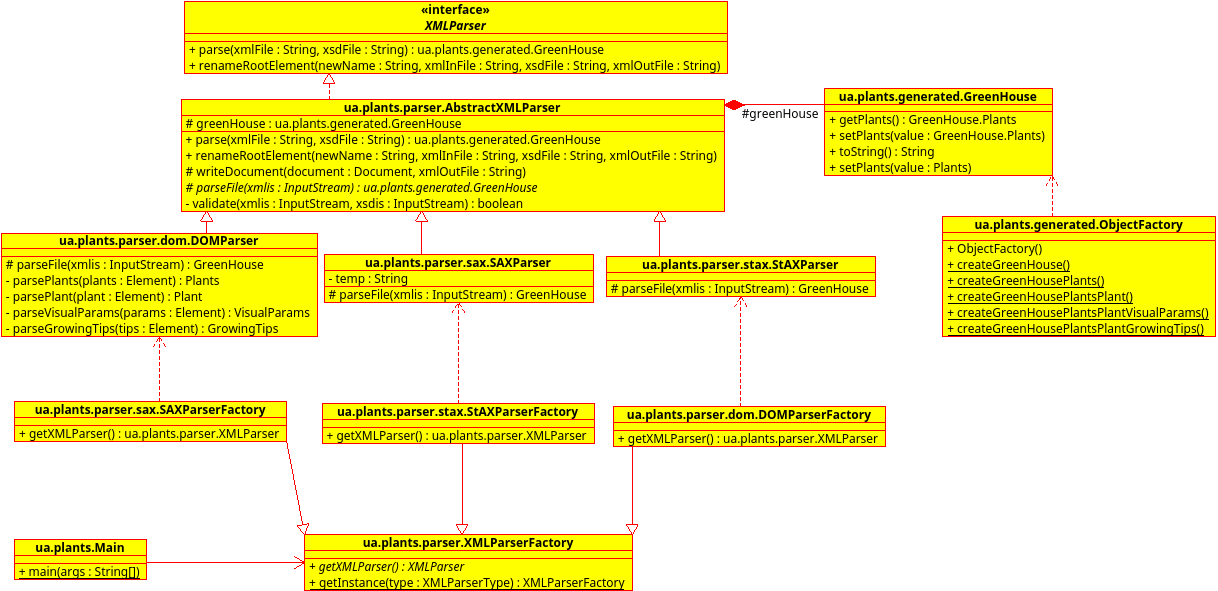 «interface»
XMLParser
+ parse(xmlFile : String, xsdFile : String) : ua.plants.generated.GreenHouse
+ renameRootElement(newName : String, xmlInFile : String, xsdFile : String, xmlOutFile : String)
ua.plants.parser.AbstractXMLParser
# greenHouse : ua.plants.generated.GreenHouse
+ parse(xmlFile : String, xsdFile : String) : ua.plants.generated.GreenHouse
+ renameRootElement(newName : String, xmlInFile : String, xsdFile : String, xmlOutFile : String)
# writeDocument(document : Document, xmlOutFile : String)
# parseFile(xmlis : InputStream) : ua.plants.generated.GreenHouse
- validate(xmlis : InputStream, xsdis : InputStream) : boolean
#greenHouse
ua.plants.generated.GreenHouse
+ getPlants() : GreenHouse.Plants
+ setPlants(value : GreenHouse.Plants)
+ toString() : String
+ setPlants(value : Plants)
ua.plants.parser.dom.DOMParser
# parseFile(xmlis : InputStream) : GreenHouse
- parsePlants(plants : Element) : Plants
- parsePlant(plant : Element) : Plant
- parseVisualParams(params : Element) : VisualParams
- parseGrowingTips(tips : Element) : GrowingTips
ua.plants.parser.sax.SAXParser
- temp : String
# parseFile(xmlis : InputStream) : GreenHouse
ua.plants.parser.stax.StAXParser
# parseFile(xmlis : InputStream) : GreenHouse
ua.plants.generated.ObjectFactory
+ ObjectFactory()
+ createGreenHouse()
+ createGreenHousePlants()
+ createGreenHousePlantsPlant()
+ createGreenHousePlantsPlantVisualParams()
+ createGreenHousePlantsPlantGrowingTips()
ua.plants.parser.sax.SAXParserFactory
+ getXMLParser() : ua.plants.parser.XMLParser
ua.plants.parser.stax.StAXParserFactory
+ getXMLParser() : ua.plants.parser.XMLParser
ua.plants.parser.dom.DOMParserFactory
+ getXMLParser() : ua.plants.parser.XMLParser
ua.plants.Main
+ main(args : String[])
ua.plants.parser.XMLParserFactory
+ getXMLParser() : XMLParser
+ getInstance(type : XMLParserType) : XMLParserFactory